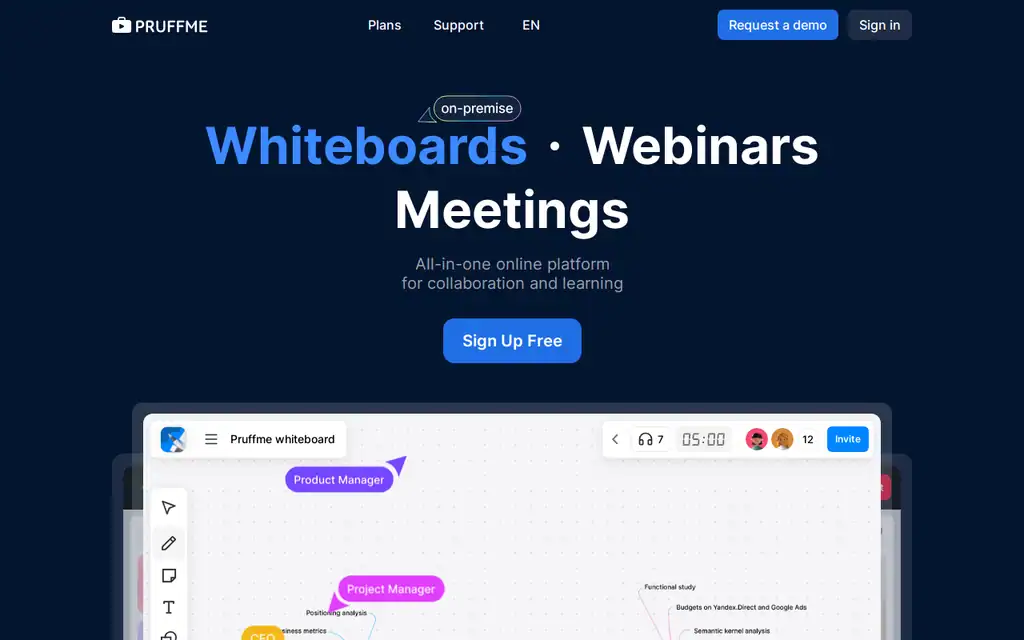 PRUFFME
Plans
Support
EN
Request a demo
Sign in
on-premise
Whiteboards · Webinars
Meetings
All-in-one online platform
for collaboration and learning
Sign Up Free
Pruffme whiteboard
7
05:00
12
Invite
Product Manager
Project Manager
Functional study
Budgets on Yandex.Direct and Google Ads
Positioning analysis
Semantic kernel analysis
metrics
CEO